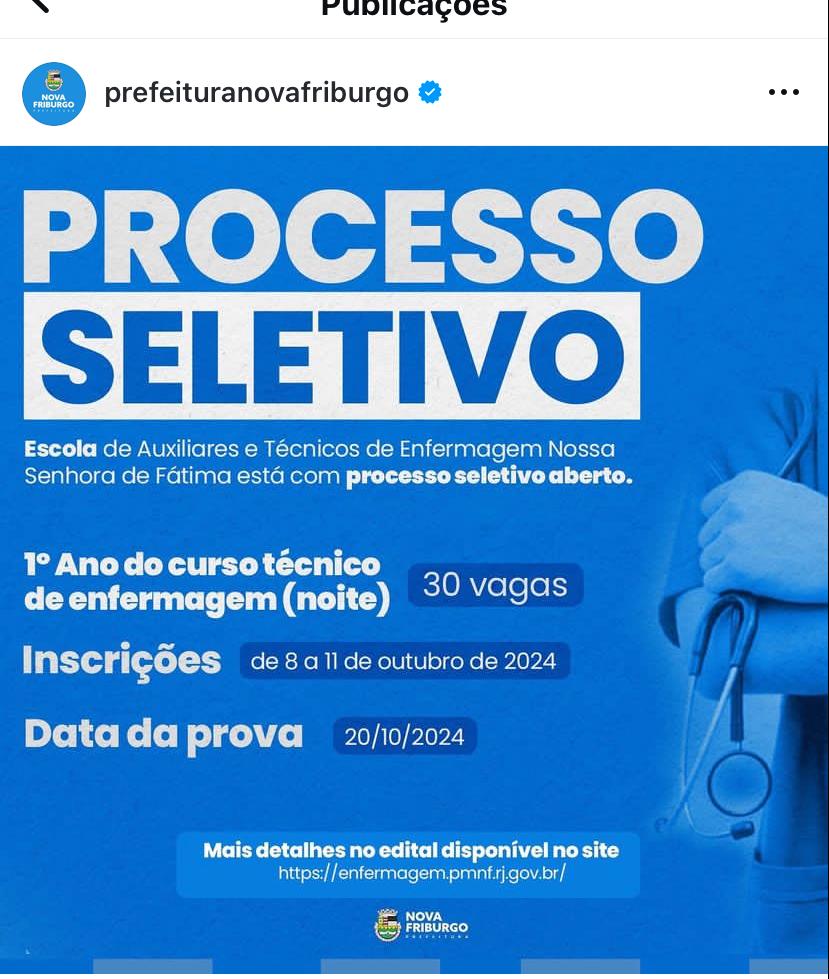 Publicações
NOVA
FRIBURGO
prefeituranovafriburgo
PROCESSO
SELETIVO
Escola de Auxiliares e Técnicos de Enfermagem Nossa
Senhora de Fátima está com processo seletivo aberto.
1º Ano do curso técnico
de enfermagem (noite)
30 vagas
Inscrições
de 8 a 11 de outubro de 2024
Data da prova
20/10/2024
Mais detalhes no edital disponível no site
https://enfermagem.pmnf.rj.gov.br/
NOVA
FRIBURGO
PREFEITURA